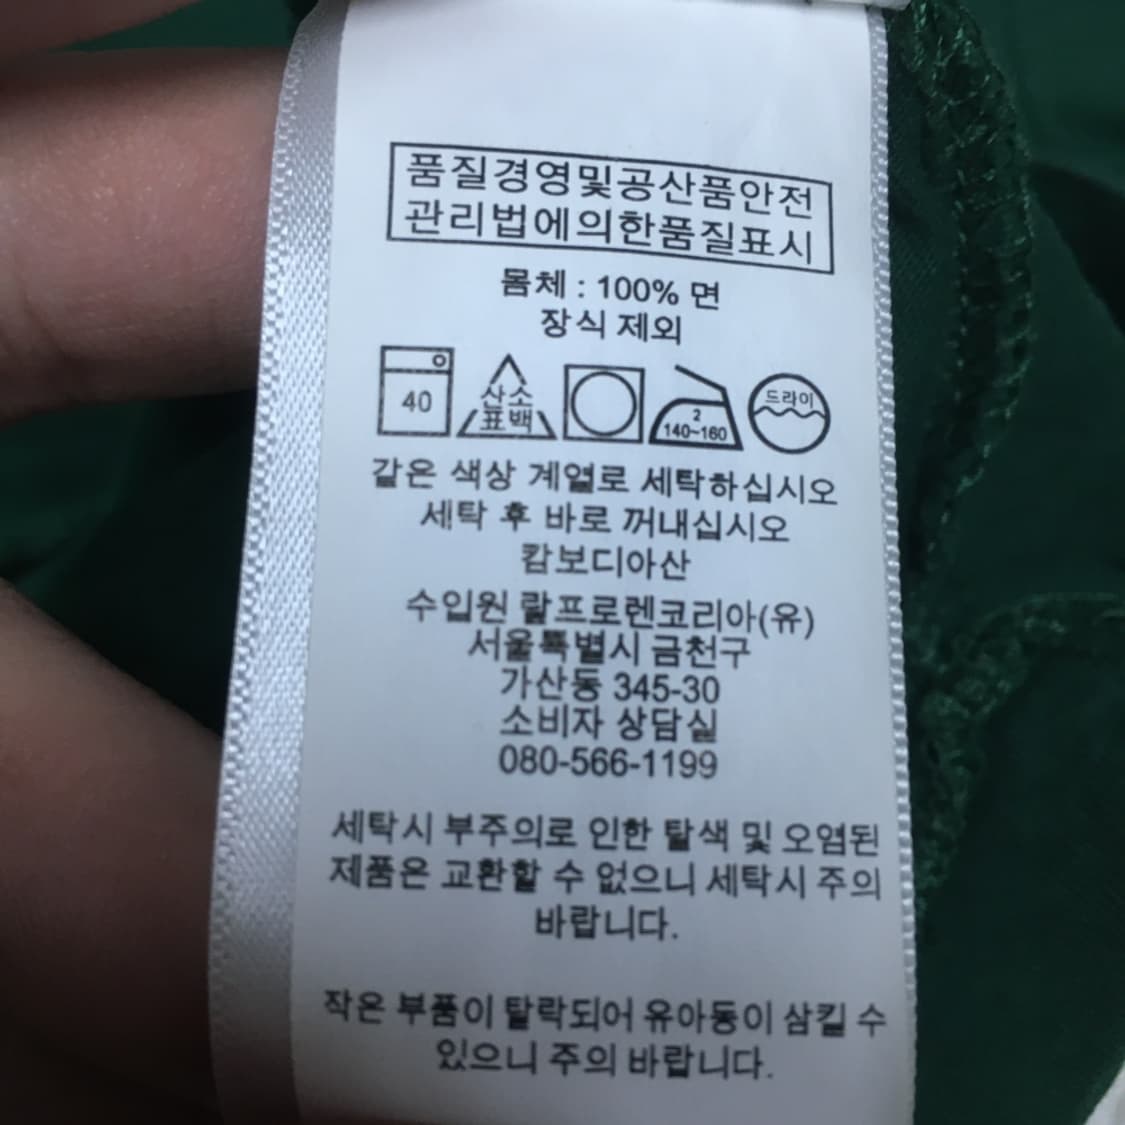 품질경영및공산품안전
관리법에의한품질표시
몸체 : 100% 면
장식 제외
40
산소
표백
2
140~160
드라이
같은 색상 계열로 세탁하십시오
세탁 후 바로 꺼내십시오
캄보디아산
수입원 랄프로렌코리아(유)
서울특별시 금천구
가산동 345-30
소비자 상담실
080-566-1199
세탁시 부주의로 인한 탈색 및 오염된
제품은 교환할 수 없으니 세탁시 주의
바랍니다.
작은 부품이 탈락되어 유아동이 삼킬 수
있으니 주의 바랍니다.